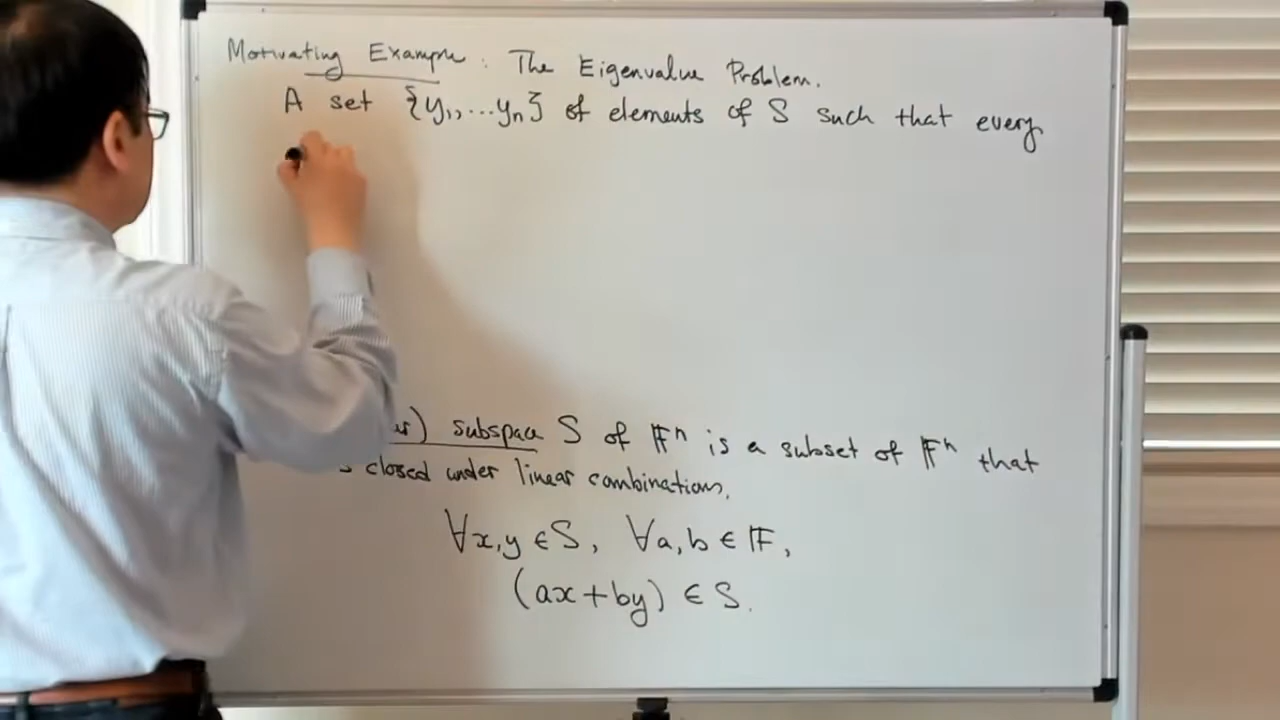 Motivating Example: The Eigenvalue Problem.
A set {y₁, ... yₙ} of elements of S such that every
subspace S of 𝔽ⁿ is a subset of 𝔽ⁿ that
closed under linear combinations.
∀x,y ∈ S, ∀a,b ∈ 𝔽,
(ax+by) ∈ S.